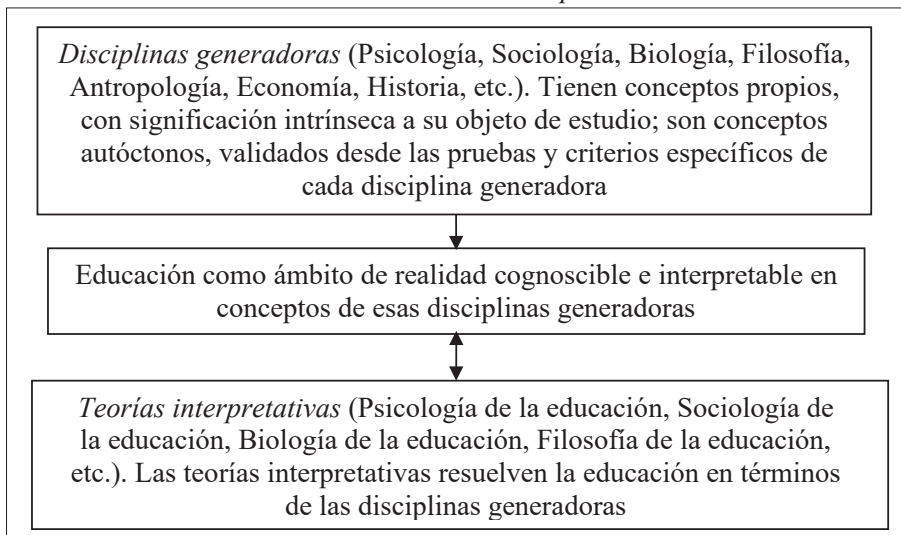 Disciplinas generadoras (Psicología, Sociología, Biología, Filosofía,
Antropología, Economía, Historia, etc.). Tienen conceptos propios,
con significación intrínseca a su objeto de estudio; son conceptos
autóctonos, validados desde las pruebas y criterios específicos de
cada disciplina generadora
Educación como ámbito de realidad cognoscible e interpretable en
conceptos de esas disciplinas generadoras
Teorías interpretativas (Psicología de la educación, Sociología de
la educación, Biología de la educación, Filosofía de la educación,
etc.). Las teorías interpretativas resuelven la educación en términos
de las disciplinas generadoras